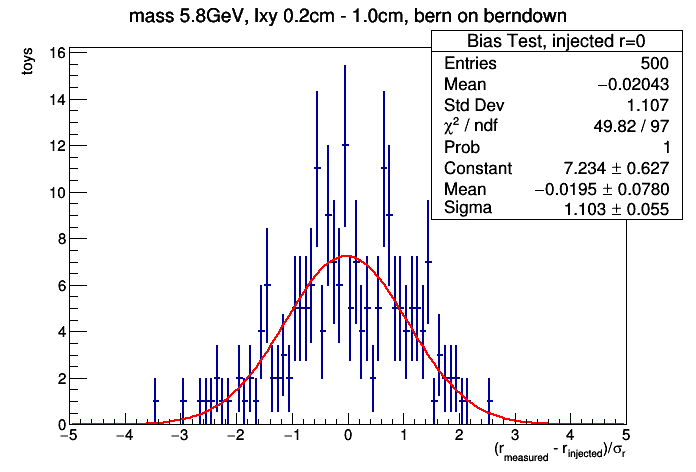 mass 5.8GeV, lxy 0.2cm - 1.0cm, bern on berndown
toys
Bias Test, injected r=0
Entries 500
Mean −0.02043
Std Dev 1.107
χ² / ndf 49.82 / 97
Prob 1
Constant 7.234 ± 0.627
Mean −0.0195 ± 0.0780
Sigma 1.103 ± 0.055
16
14
12
10
8
6
4
2
0
−5 −4 −3 −2 −1 0 1 2 3 4 5
(r_measured - r_injected)/σ_r